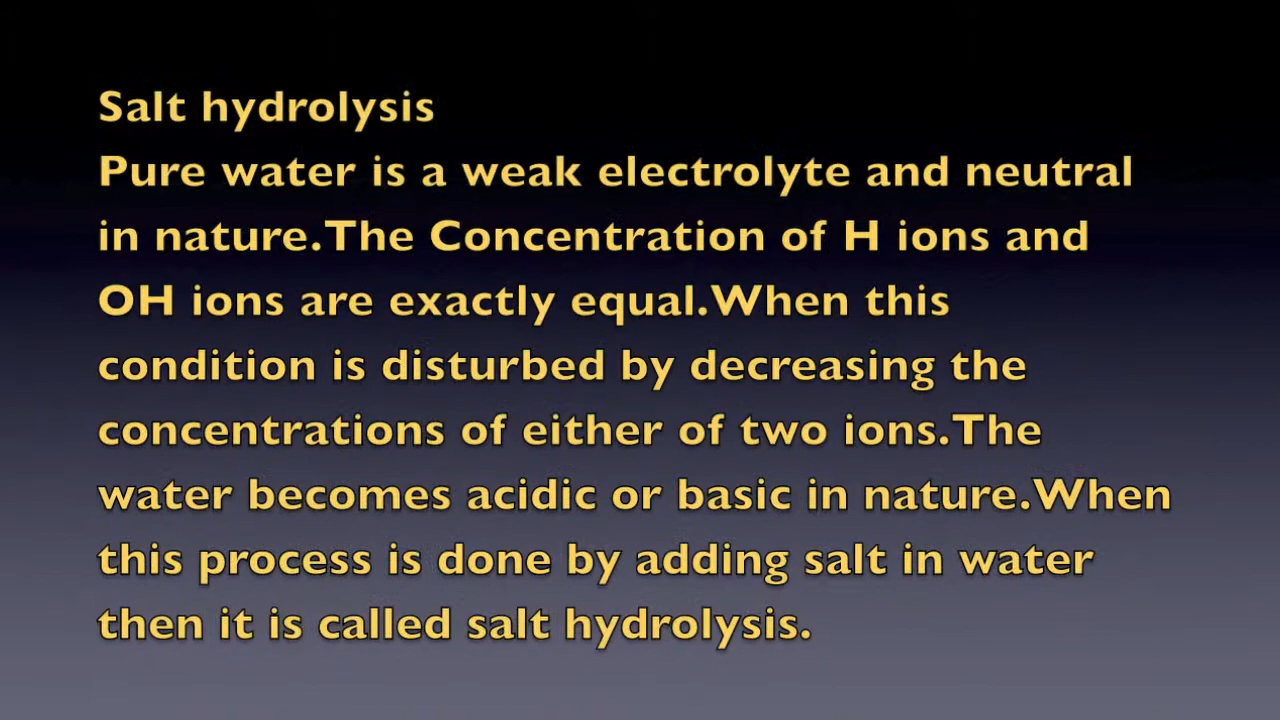 Salt hydrolysis
Pure water is a weak electrolyte and neutral
in nature.The Concentration of H ions and
OH ions are exactly equal.When this
condition is disturbed by decreasing the
concentrations of either of two ions.The
water becomes acidic or basic in nature.When
this process is done by adding salt in water
then it is called salt hydrolysis.